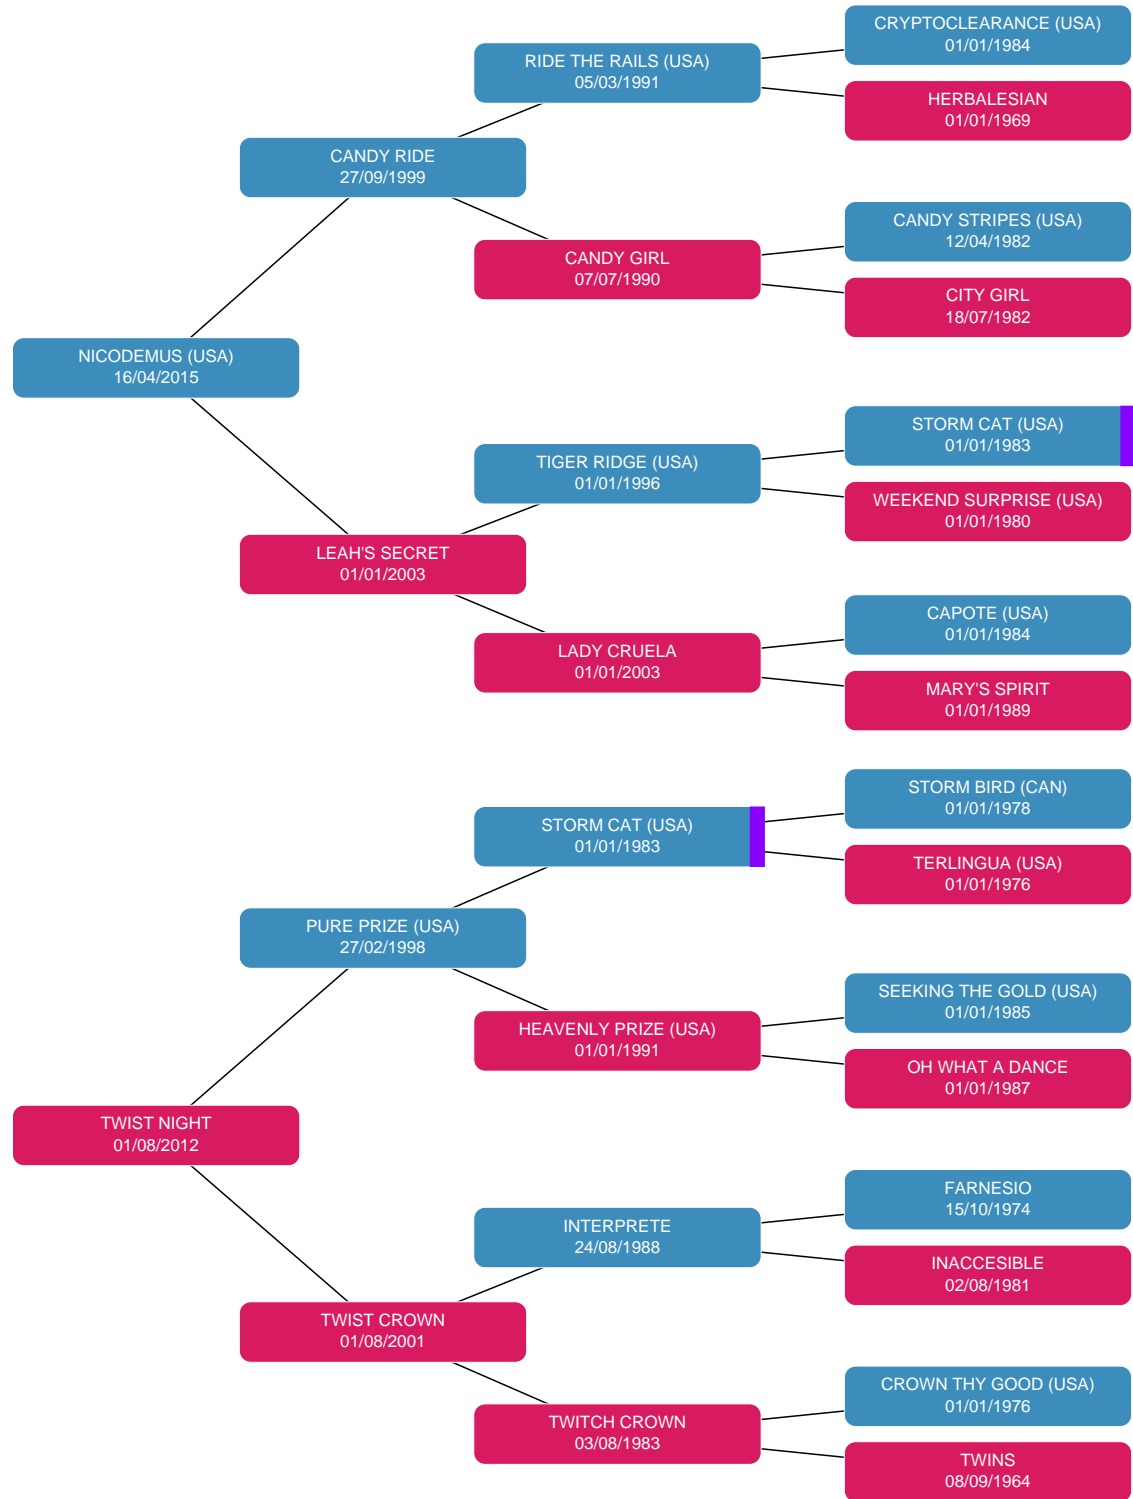 CRYPTOCLEARANCE (USA)
01/01/1984
RIDE THE RAILS (USA)
05/03/1991
HERBALESIAN
01/01/1969
CANDY RIDE
27/09/1999
CANDY STRIPES (USA)
12/04/1982
CANDY GIRL
07/07/1990
CITY GIRL
18/07/1982
NICODEMUS (USA)
16/04/2015
STORM CAT (USA)
01/01/1983
TIGER RIDGE (USA)
01/01/1996
WEEKEND SURPRISE (USA)
01/01/1980
LEAH'S SECRET
01/01/2003
CAPOTE (USA)
01/01/1984
LADY CRUELA
01/01/2003
MARY'S SPIRIT
01/01/1989
STORM BIRD (CAN)
01/01/1978
STORM CAT (USA)
01/01/1983
TERLINGUA (USA)
01/01/1976
PURE PRIZE (USA)
27/02/1998
SEEKING THE GOLD (USA)
01/01/1985
HEAVENLY PRIZE (USA)
01/01/1991
OH WHAT A DANCE
01/01/1987
TWIST NIGHT
01/08/2012
FARNESIO
15/10/1974
INTERPRETE
24/08/1988
INACCESIBLE
02/08/1981
TWIST CROWN
01/08/2001
CROWN THY GOOD (USA)
01/01/1976
TWITCH CROWN
03/08/1983
TWINS
08/09/1964